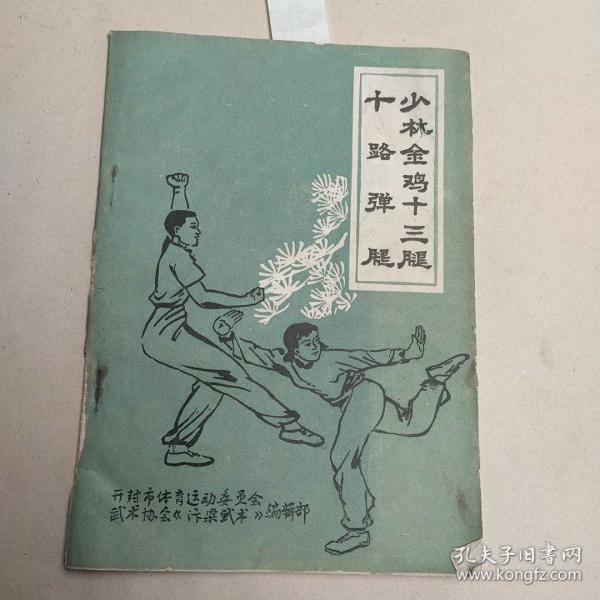 少林金鸡十三腿
十路弹腿
开封市体育运动委员会
武术协会《汴梁武术》编辑部
孔夫子旧书网
www.kongfz.com